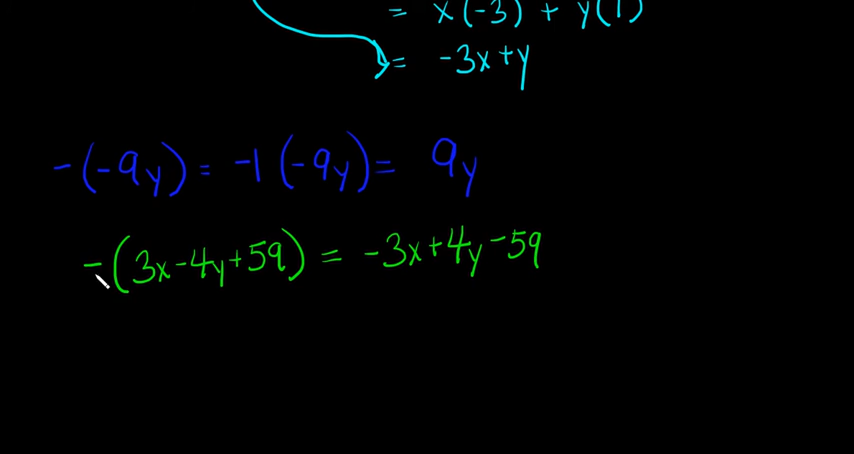 = x(-3) + y(1)
= -3x+y
-(-9y) = -1(-9y) = 9y
-(3x-4y+59) = -3x+4y-59